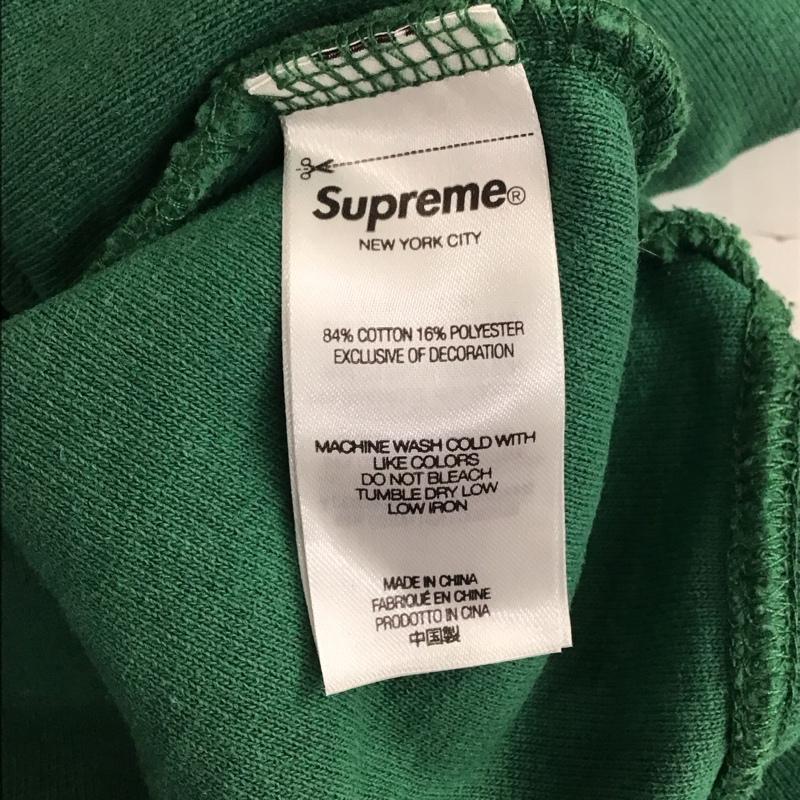 Supreme®
NEW YORK CITY
84% COTTON 16% POLYESTER
EXCLUSIVE OF DECORATION
MACHINE WASH COLD WITH
LIKE COLORS
DO NOT BLEACH
TUMBLE DRY LOW
LOW IRON
MADE IN CHINA
FABRIQUÉ EN CHINE
PRODOTTO IN CINA
中国製